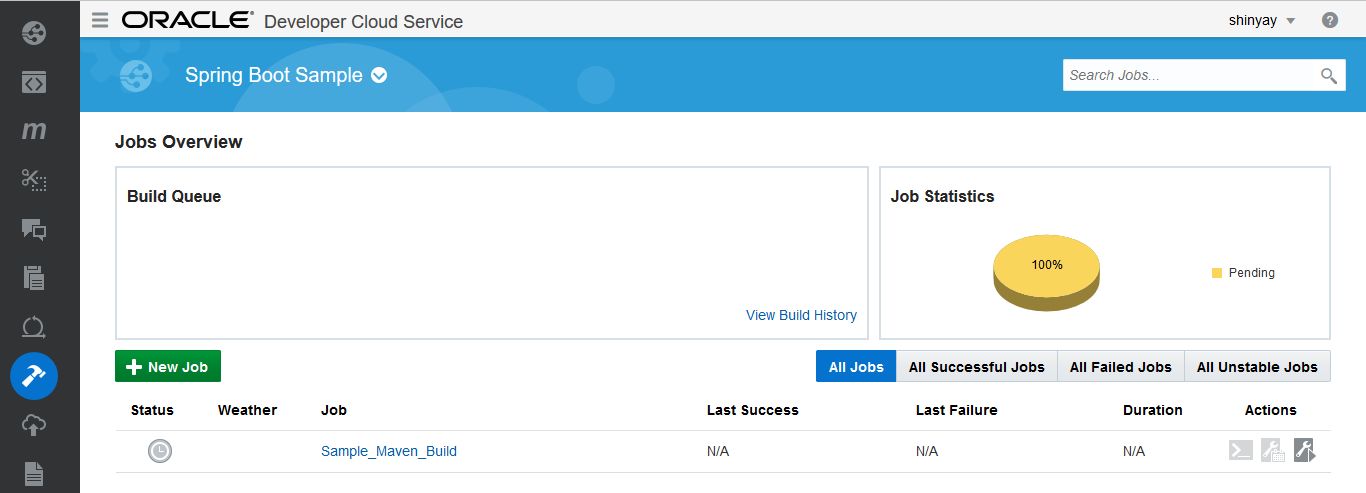 ORACLE Developer Cloud Service
shinyay
?
Spring Boot Sample
Search Jobs...
m
Jobs Overview
Build Queue
View Build History
Job Statistics
100%
Pending
New Job
All Jobs All Successful Jobs All Failed Jobs All Unstable Jobs
Status Weather Job Last Success Last Failure Duration Actions
Sample_Maven_Build N/A N/A N/A